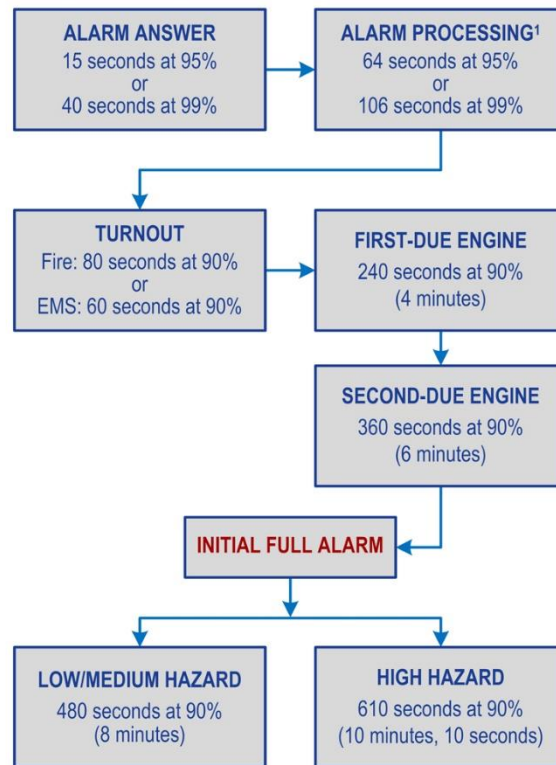 ALARM ANSWER
15 seconds at 95%
or
40 seconds at 99%
ALARM PROCESSING¹
64 seconds at 95%
or
106 seconds at 99%
TURNOUT
Fire: 80 seconds at 90%
or
EMS: 60 seconds at 90%
FIRST-DUE ENGINE
240 seconds at 90%
(4 minutes)
SECOND-DUE ENGINE
360 seconds at 90%
(6 minutes)
INITIAL FULL ALARM
LOW/MEDIUM HAZARD
480 seconds at 90%
(8 minutes)
HIGH HAZARD
610 seconds at 90%
(10 minutes, 10 seconds)